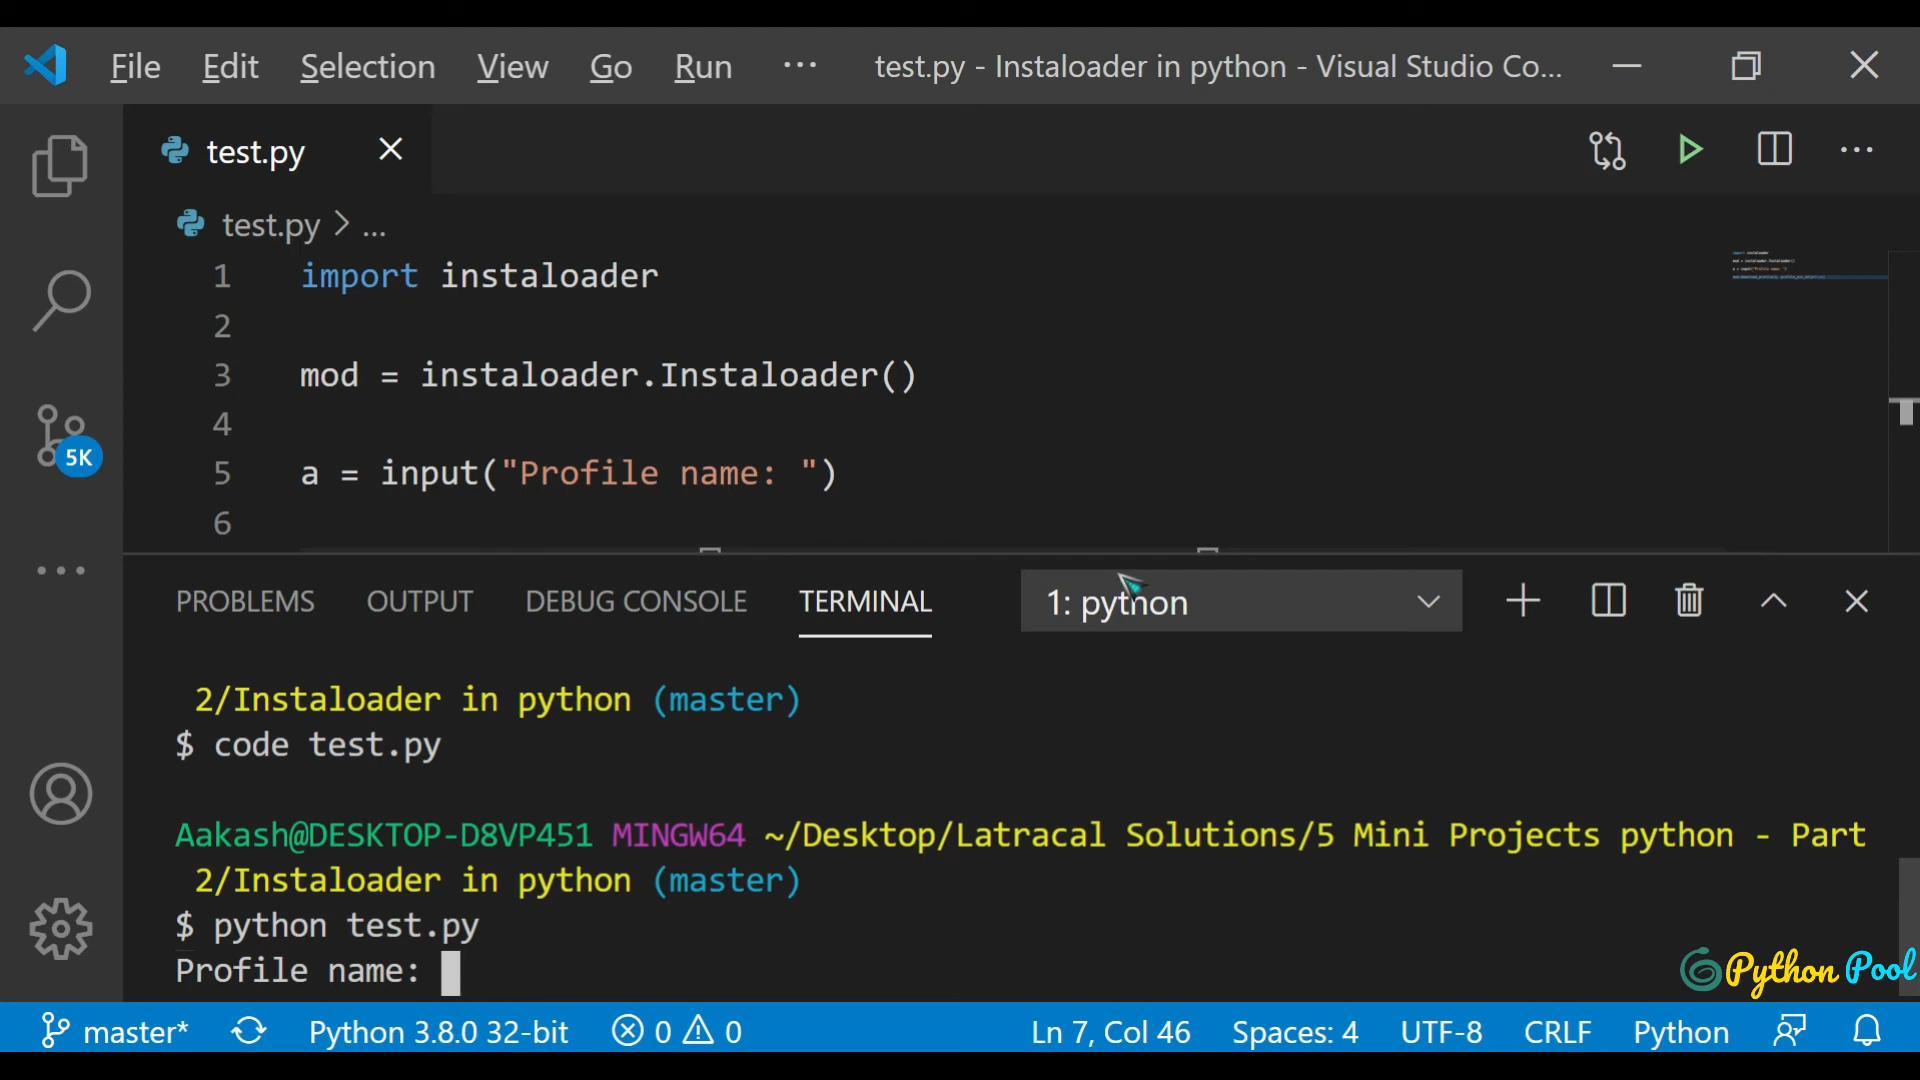 File Edit Selection View Go Run ··· test.py - Instaloader in python - Visual Studio Co...
test.py
test.py > ...
1 import instaloader
2
3 mod = instaloader.Instaloader()
4
5 a = input("Profile name: ")
6
5K
PROBLEMS OUTPUT DEBUG CONSOLE TERMINAL 1: python
2/Instaloader in python (master)
$ code test.py
Aakash@DESKTOP-D8VP451 MINGW64 ~/Desktop/Latracal Solutions/5 Mini Projects python - Part
2/Instaloader in python (master)
$ python test.py
Profile name:
Python Pool
master* Python 3.8.0 32-bit 0 0 Ln 7, Col 46 Spaces: 4 UTF-8 CRLF Python